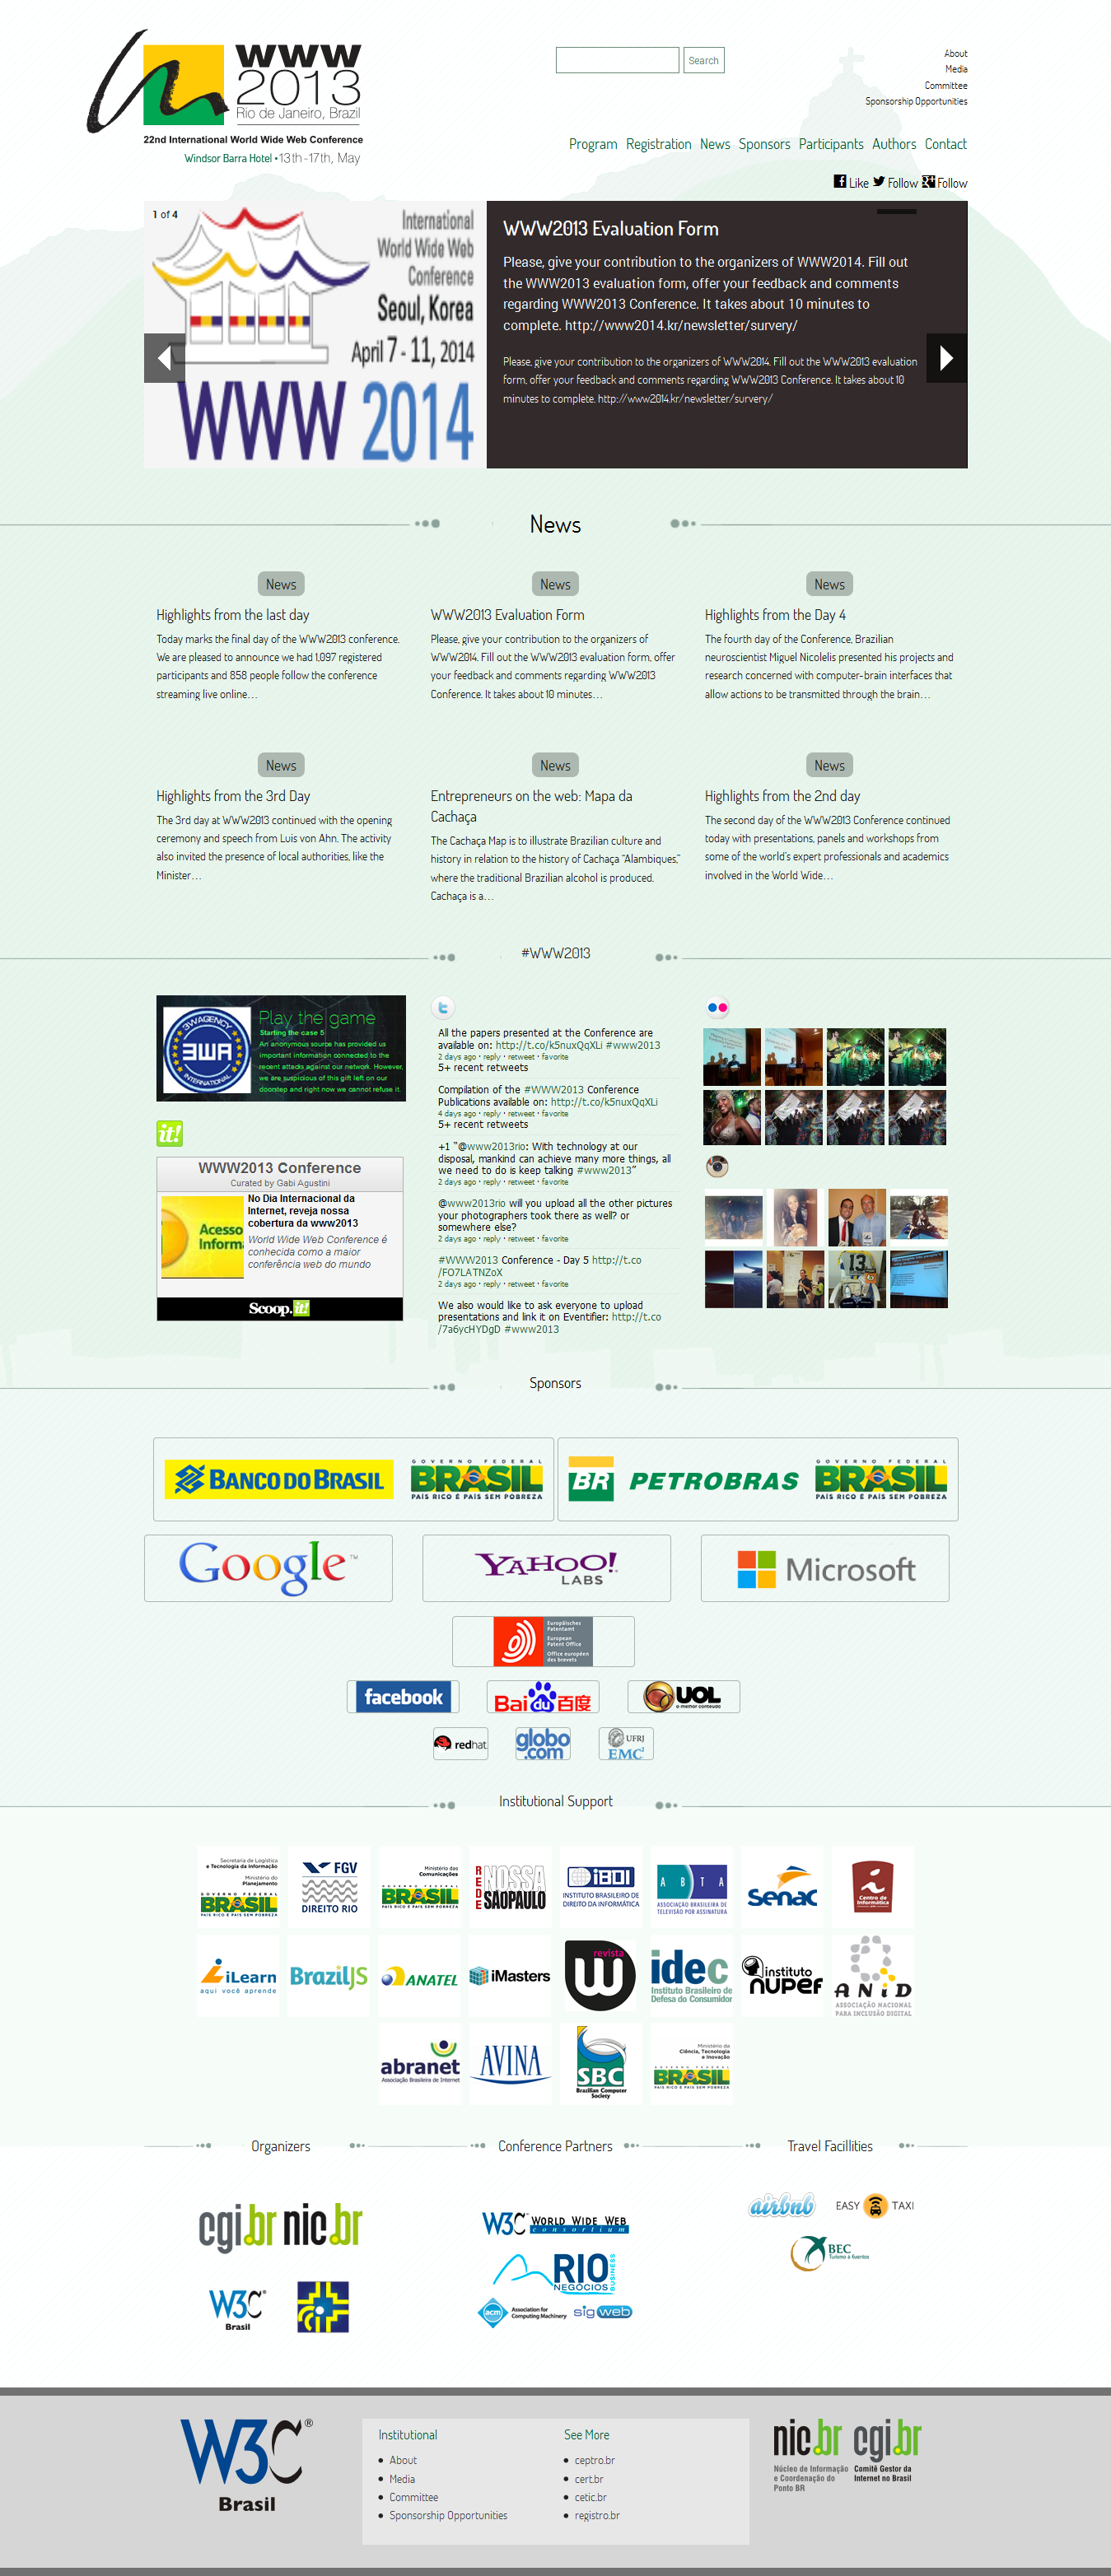 WWW
2013
Rio de Janeiro, Brazil
22nd International World Wide Web Conference
Windsor Barra Hotel • 13th-17th, May
Search
About
Media
Committee
Sponsorship Opportunities
Program Registration News Sponsors Participants Authors Contact
Like Follow Follow
1 of 4
International
World Wide Web
Conference
Seoul, Korea
April 7 - 11, 2014
WWW 2014
WWW2013 Evaluation Form
Please, give your contribution to the organizers of WWW2014. Fill out
the WWW2013 evaluation form, offer your feedback and comments
regarding WWW2013 Conference. It takes about 10 minutes to
complete. http://www2014.kr/newsletter/survery/
Please, give your contribution to the organizers of WWW2014. Fill out the WWW2013 evaluation
form, offer your feedback and comments regarding WWW2013 Conference. It takes about 10
minutes to complete. http://www2014.kr/newsletter/survery/
News
News
Highlights from the last day
Today marks the final day of the WWW2013 conference.
We are pleased to announce we had 1,097 registered
participants and 858 people follow the conference
streaming live online…
News
WWW2013 Evaluation Form
Please, give your contribution to the organizers of
WWW2014. Fill out the WWW2013 evaluation form, offer
your feedback and comments regarding WWW2013
Conference. It takes about 10 minutes…
News
Highlights from the Day 4
The fourth day of the Conference, Brazilian
neuroscientist Miguel Nicolelis presented his projects and
research concerned with computer-brain interfaces that
allow actions to be transmitted through the brain…
News
Highlights from the 3rd Day
The 3rd day at WWW2013 continued with the opening
ceremony and speech from Luis von Ahn. The activity
also invited the presence of local authorities, like the
Minister…
News
Entrepreneurs on the web: Mapa da
Cachaça
The Cachaça Map is to illustrate Brazilian culture and
history in relation to the history of Cachaça “Alambiques,”
where the traditional Brazilian alcohol is produced.
Cachaça is a…
News
Highlights from the 2nd day
The second day of the WWW2013 Conference continued
today with presentations, panels and workshops from
some of the world's expert professionals and academics
involved in the World Wide…
#WWW2013
3WAGENCY
3WA
INTERNATIONAL
Play the game
Starting the case 5
An anonymous source has provided us
important information connected to the
recent attacks against our network. However,
we are suspicious of this gift left on our
doorstep and right now we cannot refuse it.
it!
WWW2013 Conference
Curated by Gabi Agustini
Acesso
Inform
No Dia Internacional da
Internet, reveja nossa
cobertura da www2013
World Wide Web Conference é
conhecida como a maior
conferência web do mundo
Scoop.it!
All the papers presented at the Conference are
available on: http://t.co/k5nuxQqXLi #www2013
2 days ago · reply · retweet · favorite
5+ recent retweets
Compilation of the #WWW2013 Conference
Publications available on: http://t.co/k5nuxQqXLi
4 days ago · reply · retweet · favorite
5+ recent retweets
+1 "@www2013rio: With technology at our
disposal, mankind can achieve many more things, all
we need to do is keep talking #www2013"
2 days ago · reply · retweet · favorite
@www2013rio will you upload all the other pictures
your photographers took there as well? or
somewhere else?
2 days ago · reply · retweet · favorite
#WWW2013 Conference - Day 5 http://t.co
/FO7LATNZoX
2 days ago · reply · retweet · favorite
We also would like to ask everyone to upload
presentations and link it on Eventifier: http://t.co
/7a6ycHYDgD #www2013
13
Sponsors
BANCO DO BRASIL
GOVERNO FEDERAL
BRASIL
PAÍS RICO É PAÍS SEM POBREZA
BR PETROBRAS
GOVERNO FEDERAL
BRASIL
PAÍS RICO É PAÍS SEM POBREZA
Google™
YAHOO!
LABS
Microsoft
Europäisches
Patentamt
European
Patent Office
Office européen
des brevets
facebook
Baidu百度
UOL
o melhor conteúdo
redhat.
globo
.com
UFRJ
EMC²
Institutional Support
Secretaria de Logística
e Tecnologia da Informação
Ministério do
Planejamento
GOVERNO FEDERAL
BRASIL
PAÍS RICO É PAÍS SEM POBREZA
FGV
DIREITO RIO
Ministério das
Comunicações
GOVERNO FEDERAL
BRASIL
PAÍS RICO É PAÍS SEM POBREZA
REDE
NOSSA
SÃOPAULO
IBDI
INSTITUTO BRASILEIRO DE
DIREITO DA INFORMÁTICA
ABTA
ASSOCIAÇÃO BRASILEIRA DE
TELEVISÃO POR ASSINATURA
Senac
Centro de
Informática
iLearn
aqui você aprende
BrazilJS
ANATEL
iMasters
revista
W
idec
Instituto Brasileiro de
Defesa do Consumidor
instituto
nupef
ANID
ASSOCIAÇÃO NACIONAL
PARA INCLUSÃO DIGITAL
abranet
Associação Brasileira de Internet
AVINA
SBC
Brazilian Computer
Society
Ministério da
Ciência, Tecnologia
e Inovação
GOVERNO FEDERAL
BRASIL
PAÍS RICO É PAÍS SEM POBREZA
Organizers
cgi.br nic.br
W3C®
Brasil
Conference Partners
W3C WORLD WIDE WEB
consortium
RIO
NEGÓCIOS
BUSINESS
acm
Association for
Computing Machinery
sigweb
Travel Facillities
airbnb
EASY TAXI
BEC
Turismo & Eventos
W3C®
Brasil
Institutional
About
Media
Committee
Sponsorship Opportunities
See More
ceptro.br
cert.br
cetic.br
registro.br
nic.br cgi.br
Núcleo de Informação
e Coordenação do
Ponto BR
Comitê Gestor da
Internet no Brasil